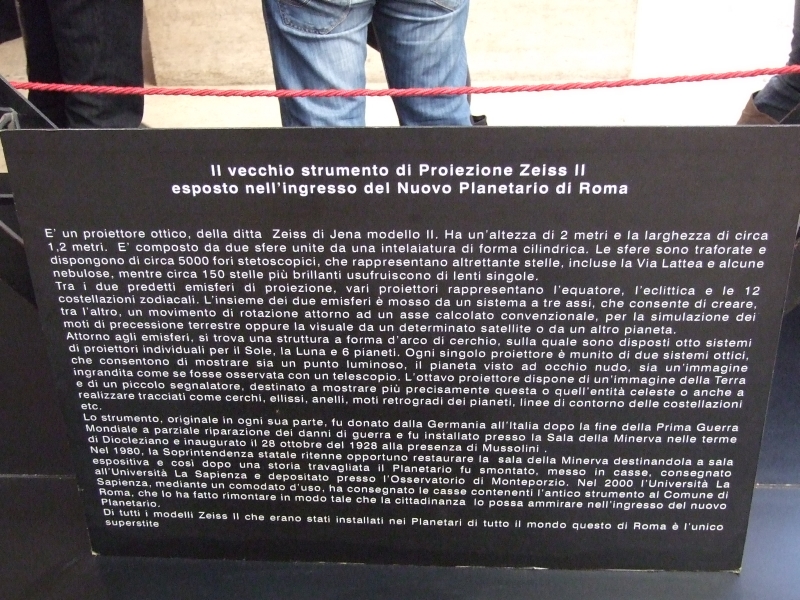 Il vecchio strumento di Proiezione Zeiss II
esposto nell'ingresso del Nuovo Planetario di Roma
E' un proiettore ottico, della ditta Zeiss di Jena modello II. Ha un'altezza di 2 metri e la larghezza di circa
1,2 metri. E' composto da due sfere unite da una intelaiatura di forma cilindrica. Le sfere sono traforate e
dispongono di circa 5000 fori stetoscopici, che rappresentano altrettante stelle, incluse la Via Lattea e alcune
nebulose, mentre circa 150 stelle più brillanti usufruiscono di lenti singole.
Tra i due predetti emisferi di proiezione, vari proiettori rappresentano l'equatore, l'eclittica e le 12
costellazioni zodiacali. L'insieme dei due emisferi è mosso da un sistema a tre assi, che consente di creare,
tra l'altro, un movimento di rotazione attorno ad un asse calcolato convenzionale, per la simulazione dei
moti di precessione terrestre oppure la visuale da un determinato satellite o da un altro pianeta.
Attorno agli emisferi, si trova una struttura a forma d'arco di cerchio, sulla quale sono disposti otto sistemi
di proiettori individuali per il Sole, la Luna e 6 pianeti. Ogni singolo proiettore è munito di due sistemi ottici,
che consentono di mostrare sia un punto luminoso, il pianeta visto ad occhio nudo, sia un'immagine
ingrandita come se fosse osservata con un telescopio. L'ottavo proiettore dispone di un'immagine della Terra
e di un piccolo segnalatore, destinato a mostrare più precisamente questa o quell'entità celeste o anche a
realizzare tracciati come cerchi, ellissi, anelli, moti retrogradi dei pianeti, linee di contorno delle costellazioni
etc.
Lo strumento, originale in ogni sua parte, fu donato dalla Germania all'Italia dopo la fine della Prima Guerra
Mondiale a parziale riparazione dei danni di guerra e fu installato presso la Sala della Minerva nelle terme
di Diocleziano e inaugurato il 28 ottobre del 1928 alla presenza di Mussolini .
Nel 1980, la Soprintendenza statale ritenne opportuno restaurare la sala della Minerva destinandola a sala
espositiva e così dopo una storia travagliata il Planetario fu smontato, messo in casse, consegnato
all'Università La Sapienza e depositato presso l'Osservatorio di Monteporzio. Nel 2000 l'Università La
Sapienza, mediante un comodato d'uso, ha consegnato le casse contenenti l'antico strumento al Comune di
Roma, che lo ha fatto rimontare in modo tale che la cittadinanza lo possa ammirare nell'ingresso del nuovo
Planetario.
Di tutti i modelli Zeiss II che erano stati installati nei Planetari di tutto il mondo questo di Roma è l'unico
superstite